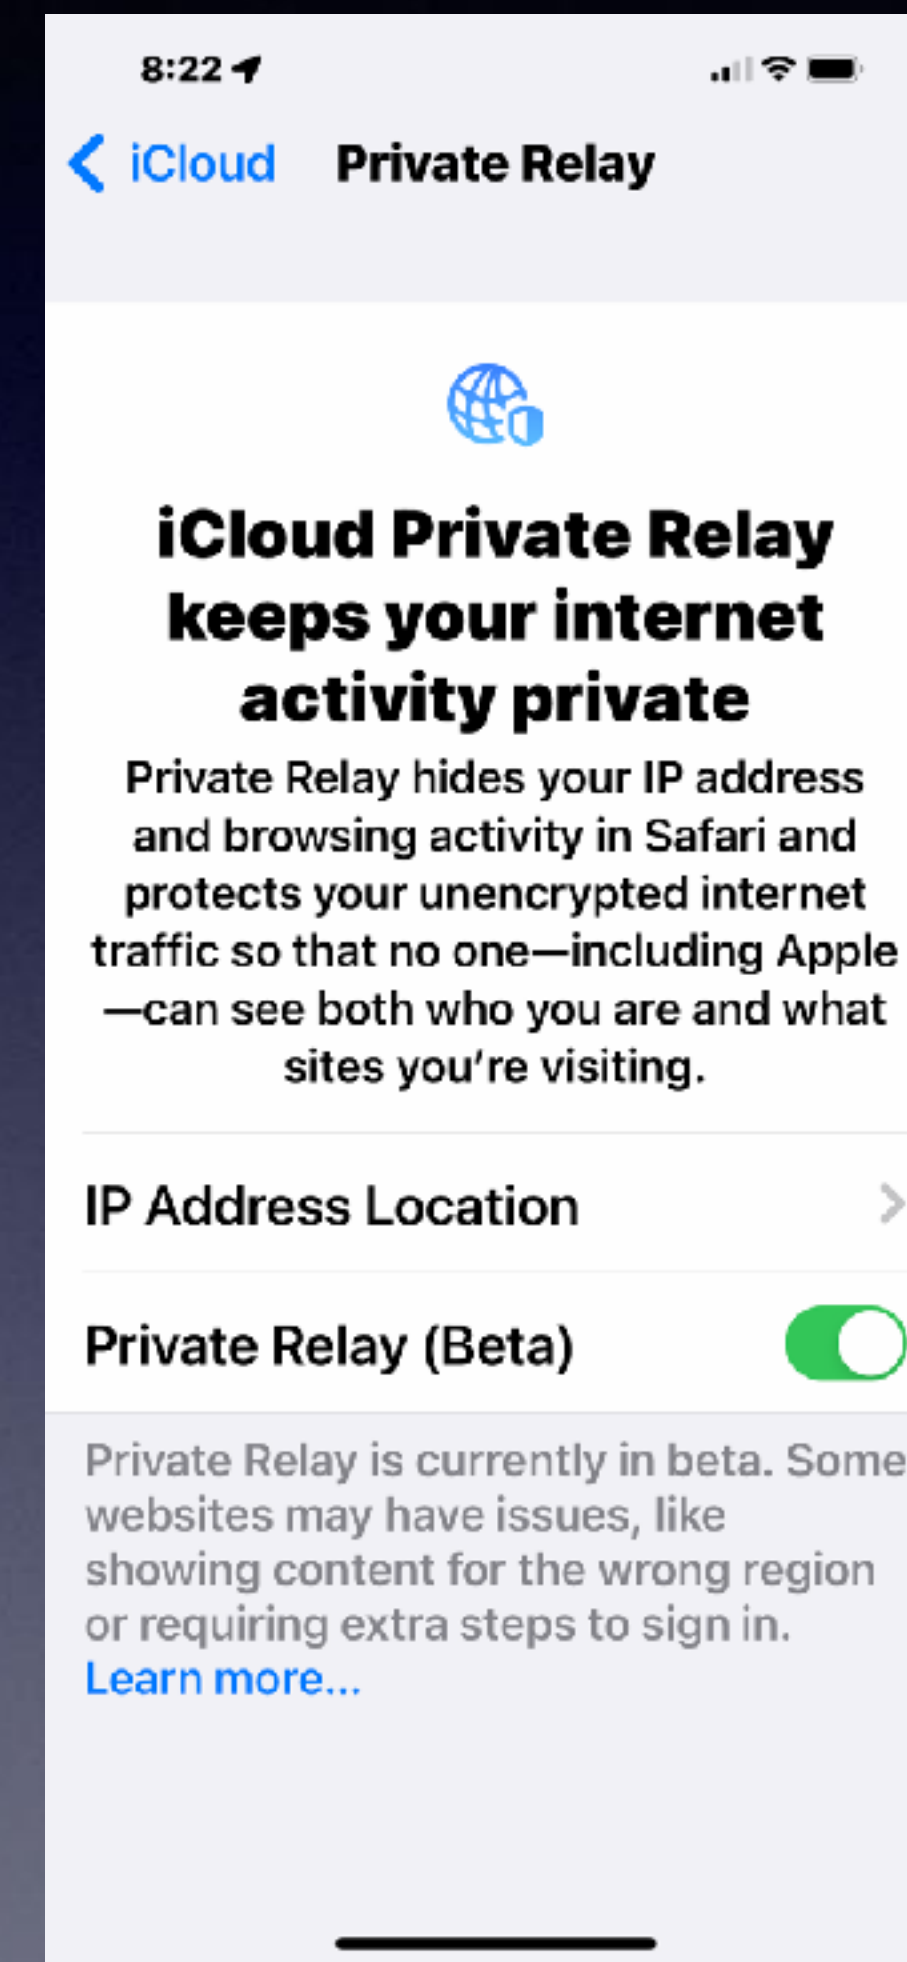 8:22
iCloud Private Relay
iCloud Private Relay
keeps your internet
activity private
Private Relay hides your IP address
and browsing activity in Safari and
protects your unencrypted internet
traffic so that no one—including Apple
—can see both who you are and what
sites you’re visiting.
IP Address Location
Private Relay (Beta)
Private Relay is currently in beta. Some
websites may have issues, like
showing content for the wrong region
or requiring extra steps to sign in.
Learn more...